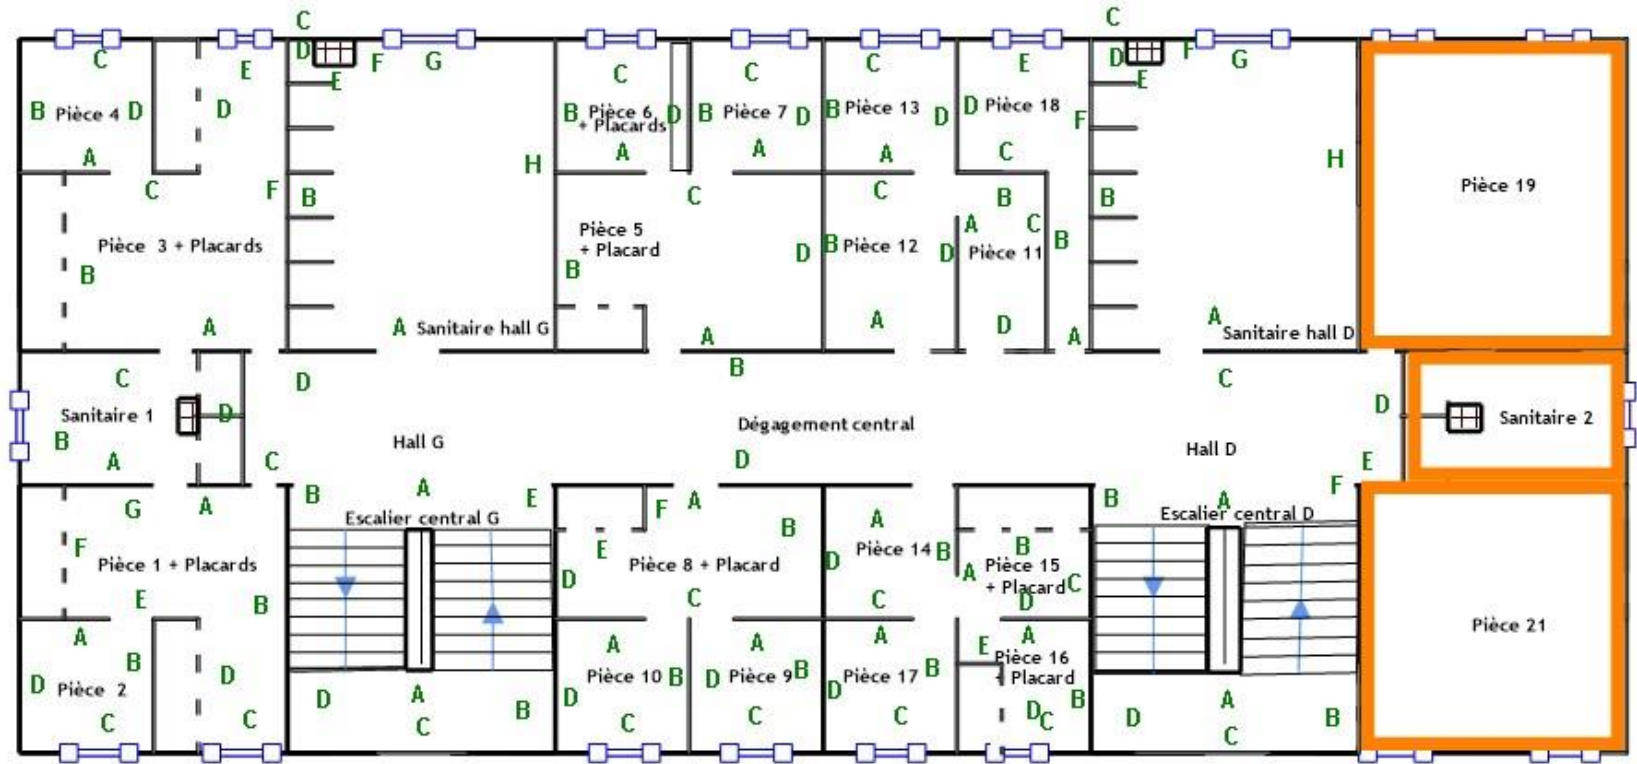 C C
C E D F G C C C E D F G
E E
B Pièce 4 D D B Pièce 6 D B Pièce 7 D B Pièce 13 D D Pièce 18 F
+ Placards
A H A A A C H
C F B C C B B Pièce 19
Pièce 5 A C
+ Placard
Pièce 3 + Placards D B Pièce 12 D Pièce 11 B
B B
A A Sanitaire hall G A A D A A Sanitaire hall D
B
C D C
D
Sanitaire 1 D Sanitaire 2
Dégagement central
B Hall G Hall D
A C D E
B A E A B A F
G A F
Escalier central G Escalier central D
B A
F E D Pièce 14 B B
Pièce 1 + Placards Pièce 8 + Placard Pièce 15
A C
+ Placard
D
E B C C
A A A A A Pièce 21
E
B Pièce 16
D Pièce 2 D Pièce 10 B D Pièce 9 B D Pièce 17 B + Placard
D A B A
C C C B C C C D C D B
C C